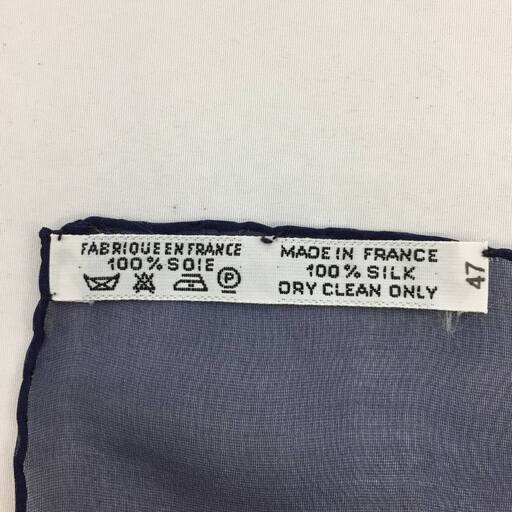 FABRIQUE EN FRANCE
100% SOIE
P
MADE IN FRANCE
100% SILK
DRY CLEAN ONLY
47